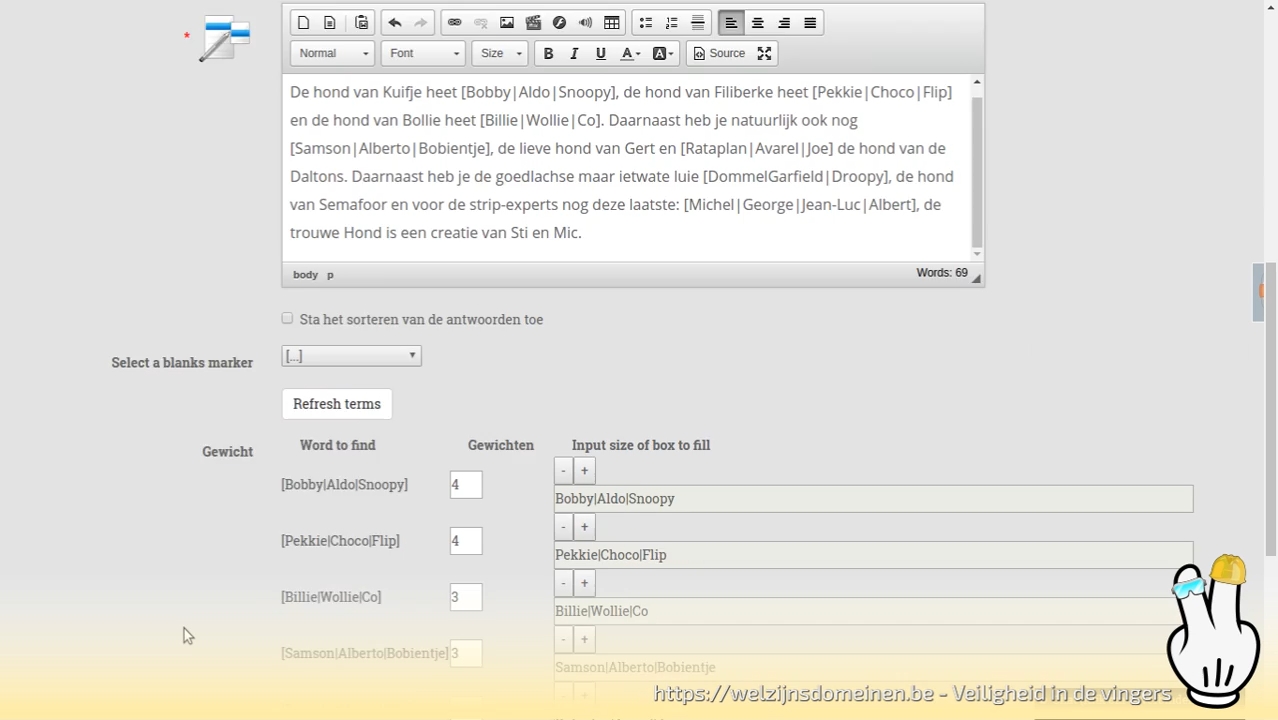 Normal Font Size B I U A A Source
De hond van Kuifje heet [Bobby|Aldo|Snoopy], de hond van Filiberke heet [Pekkie|Choco|Flip]
en de hond van Bollie heet [Billie|Wollie|Co]. Daarnaast heb je natuurlijk ook nog
[Samson|Alberto|Bobientje], de lieve hond van Gert en [Rataplan|Avarel|Joe] de hond van de
Daltons. Daarnaast heb je de goedlachse maar ietwate luie [DommelGarfield|Droopy], de hond
van Semafoor en voor de strip-experts nog deze laatste: [Michel|George|Jean-Luc|Albert], de
trouwe Hond is een creatie van Sti en Mic.
body p Words: 69
Sta het sorteren van de antwoorden toe
Select a blanks marker [...]
Refresh terms
Gewicht Word to find Gewichten Input size of box to fill
- +
[Bobby|Aldo|Snoopy] 4 Bobby|Aldo|Snoopy
- +
[Pekkie|Choco|Flip] 4 Pekkie|Choco|Flip
- +
[Billie|Wollie|Co] 3 Billie|Wollie|Co
- +
[Samson|Alberto|Bobientje] 3 Samson|Alberto|Bobientje
https://welzijnsdomeinen.be - Veiligheid in de vingers